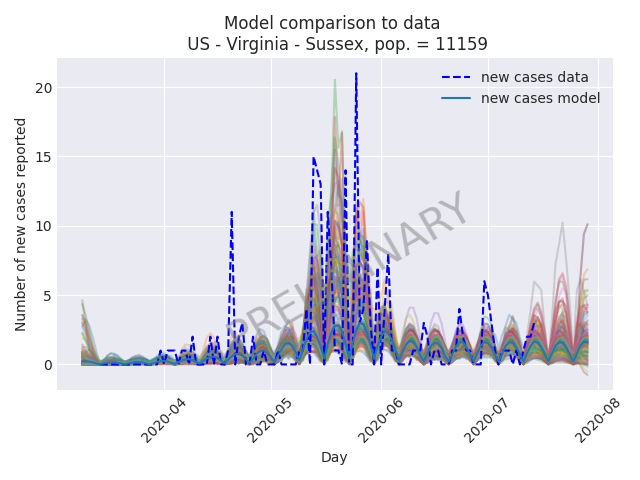 Model comparison to data
US - Virginia - Sussex, pop. = 11159
new cases data
new cases model
Number of new cases reported
20
15
10
5
0
PRELIMINARY
2020-04
2020-05
2020-06
2020-07
2020-08
Day